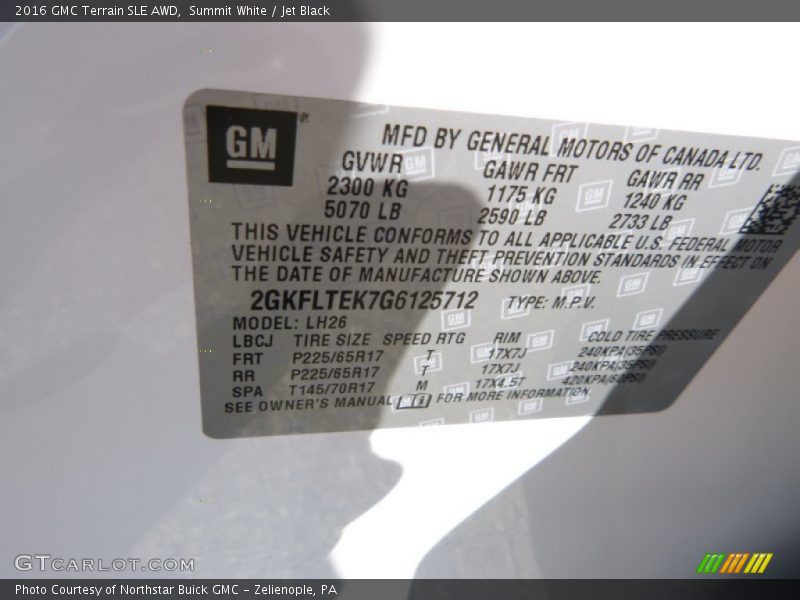 2016 GMC Terrain SLE AWD,  Summit White / Jet Black
GM
MFD BY GENERAL MOTORS OF CANADA LTD.
GVWR GAWR FRT GAWR RR
2300 KG 1175 KG 1240 KG
5070 LB 2590 LB 2733 LB
THIS VEHICLE CONFORMS TO ALL APPLICABLE U.S. FEDERAL MOTOR
VEHICLE SAFETY AND THEFT PREVENTION STANDARDS IN EFFECT ON
THE DATE OF MANUFACTURE SHOWN ABOVE.
2GKFLTEK7G6125712 TYPE: M.P.V.
MODEL: LH26
LBCJ TIRE SIZE SPEED RTG RIM COLD TIRE PRESSURE
FRT P225/65R17 T 17X7J 240KPA(35PSI)
RR P225/65R17 T 17X7J 240KPA(35PSI)
SPA T145/70R17 M 17X4.5T 420KPA(60PSI)
SEE OWNER'S MANUAL FOR MORE INFORMATION.
GTCARLOT.COM
Photo Courtesy of Northstar Buick GMC – Zelienople, PA